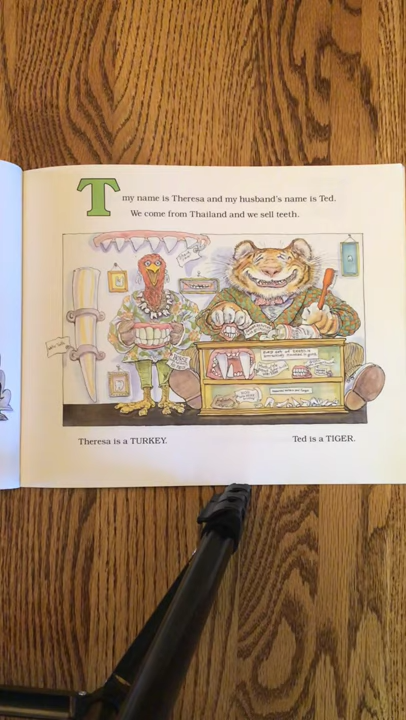 T my name is Theresa and my husband's name is Ted.
We come from Thailand and we sell teeth.
Theresa is a TURKEY.
Ted is a TIGER.